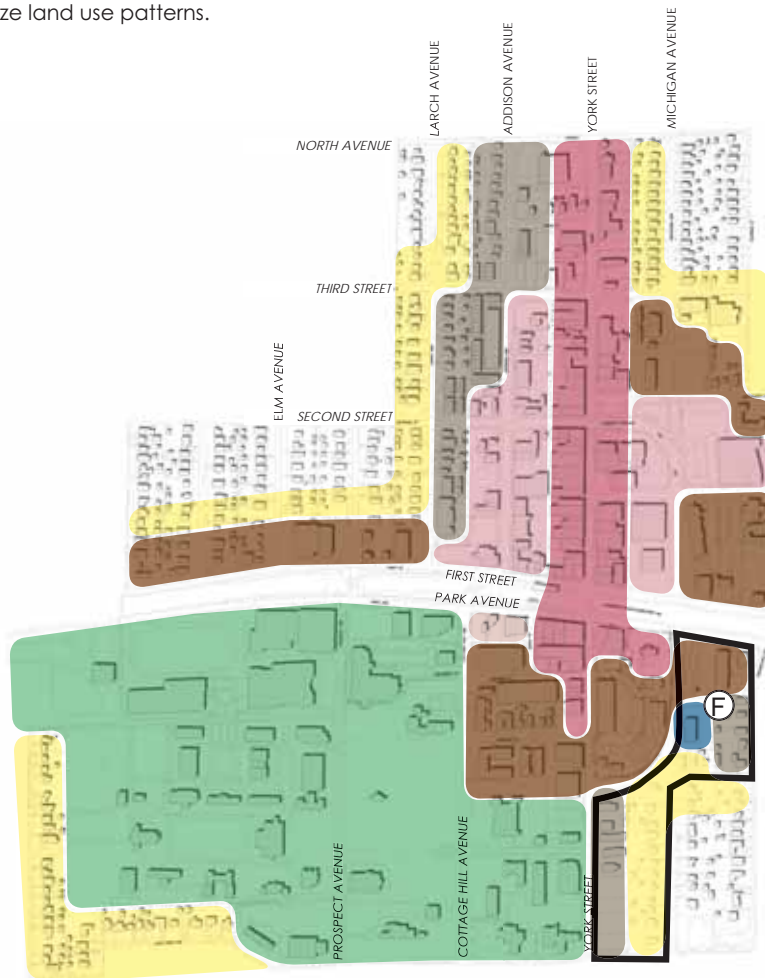 ze land use patterns.
LARCH AVENUE
ADDISON AVENUE
YORK STREET
MICHIGAN AVENUE
NORTH AVENUE
THIRD STREET
ELM AVENUE
SECOND STREET
FIRST STREET
PARK AVENUE
F
PROSPECT AVENUE
COTTAGE HILL AVENUE
YORK STREET